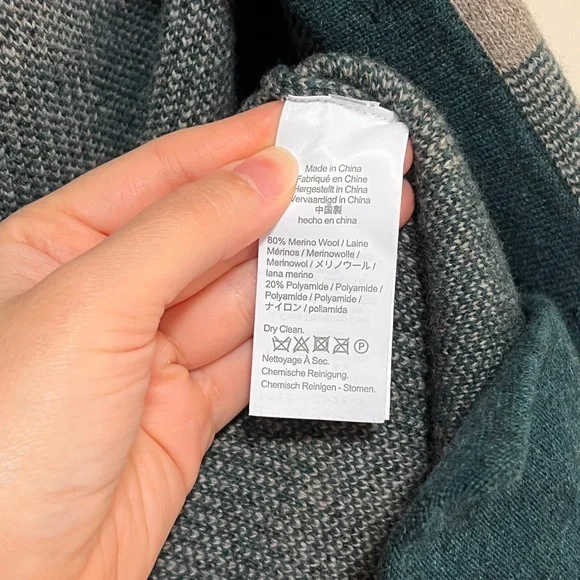 Made in China
Fabriqué en Chine
Hergestellt in China
Vervaardigd in China
中国製
hecho en china
80% Merino Wool / Laine
Mérinos / Merinowolle /
Merinowol / メリノウール /
lana merino
20% Polyamide / Polyamide /
Polyamide / Polyamide /
ナイロン / poliamida
Dry Clean.
P
Nettoyage À Sec.
Chemische Reinigung.
Chemisch Reinigen - Stomen.